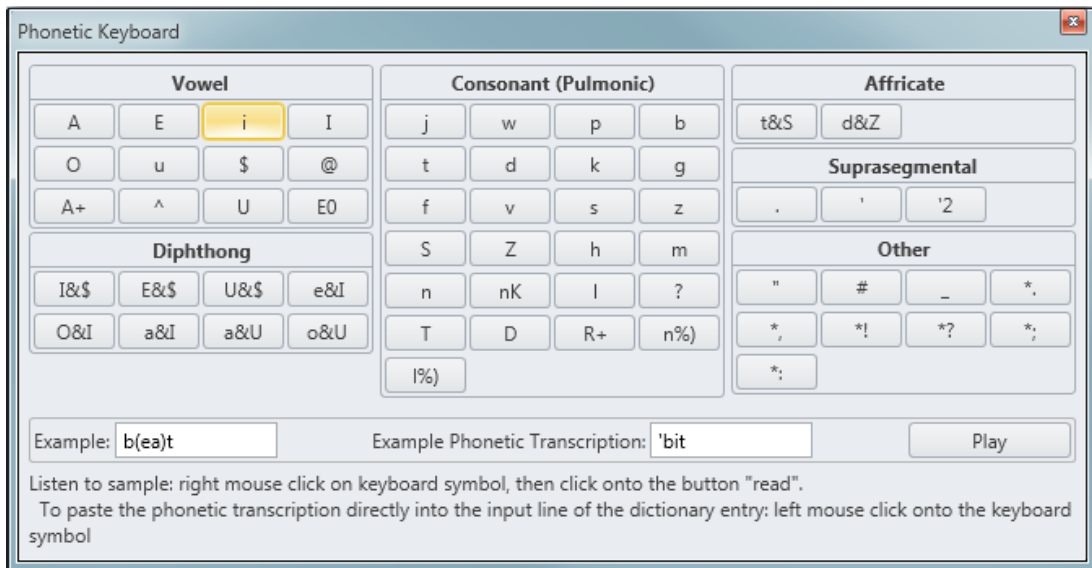 Phonetic Keyboard
Vowel
A E i I
O u $ @
A+ ^ U E0
Diphthong
I&$ E&$ U&$ e&I
O&I a&I a&U o&U
Consonant (Pulmonic)
j w p b
t d k g
f v s z
S Z h m
n nK l ?
T D R+ n%)
l%)
Affricate
t&S d&Z
Suprasegmental
. ' '2
Other
" # _ *.
*, *! *? *;
*:
Example: b(ea)t Example Phonetic Transcription: 'bit Play
Listen to sample: right mouse click on keyboard symbol, then click onto the button "read".
To paste the phonetic transcription directly into the input line of the dictionary entry: left mouse click onto the keyboard
symbol